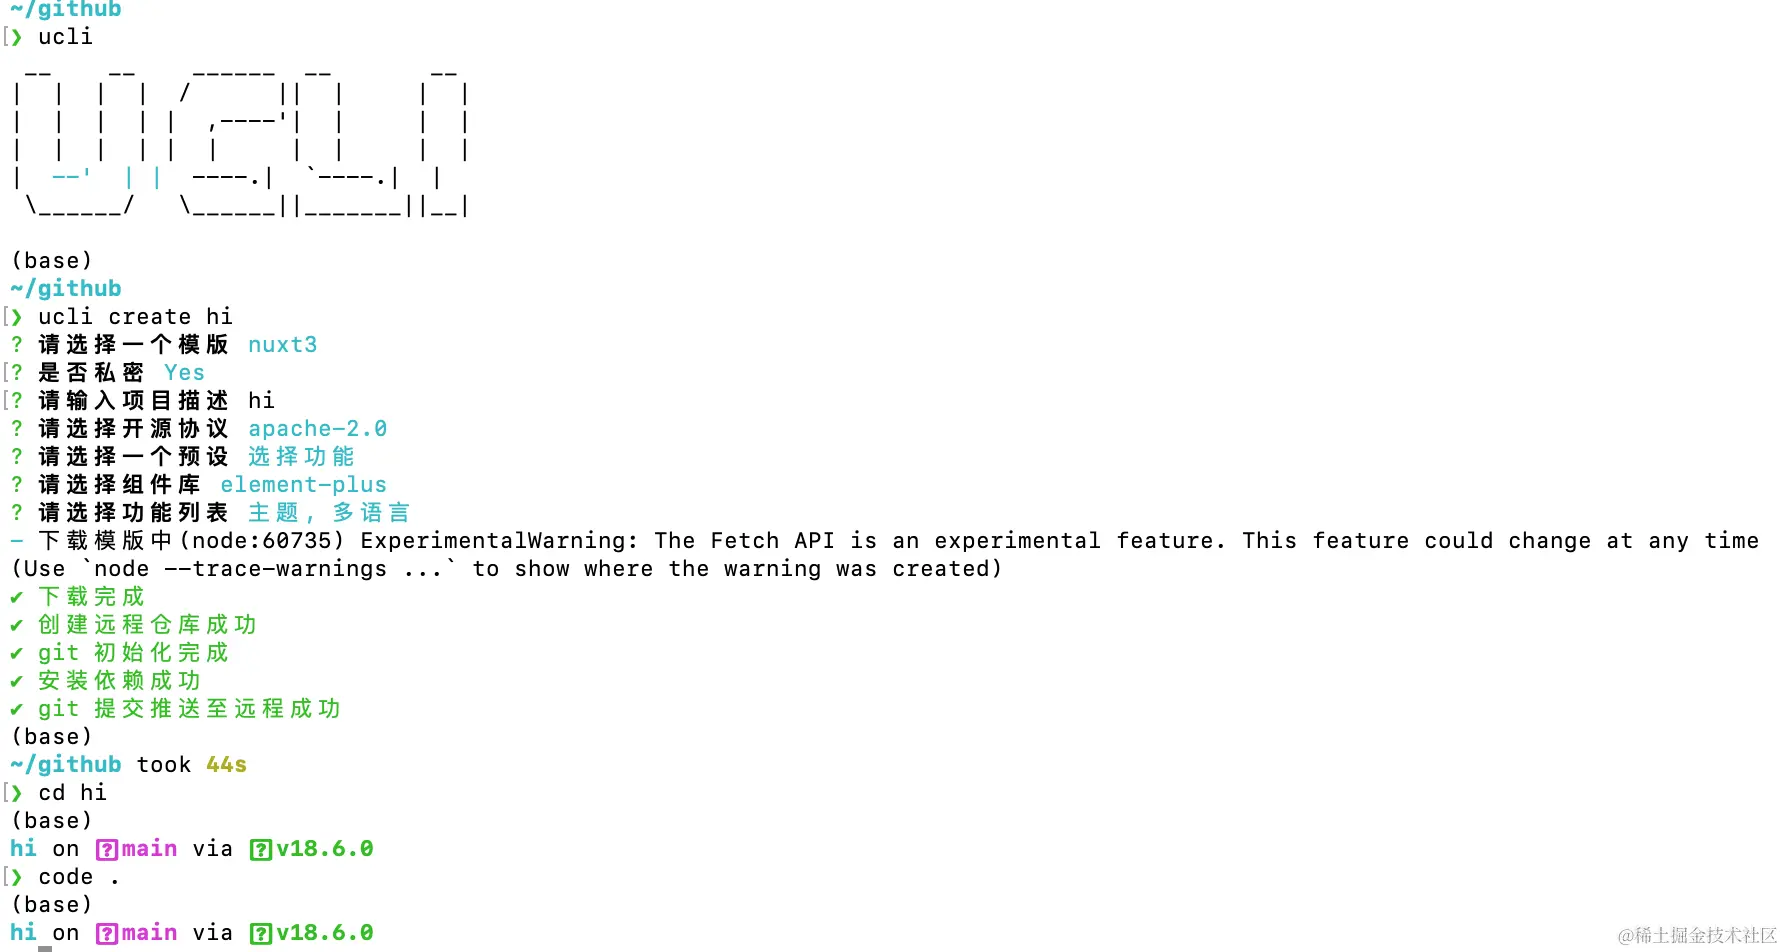 ~/github
❯ ucli
 __    __    ______  __       __
|  |  |  |  /      ||  |     |  |
|  |  |  | |  ,----'|  |     |  |
|  |  |  | |  |     |  |     |  |
|  --'  | |  ----.|  `----.|  |
 \______/   \______||_______||__|
(base)
~/github
❯ ucli create hi
? 请选择一个模版 nuxt3
? 是否私密 Yes
? 请输入项目描述 hi
? 请选择开源协议 apache-2.0
? 请选择一个预设 选择功能
? 请选择组件库 element-plus
? 请选择功能列表 主题, 多语言
- 下载模版中(node:60735) ExperimentalWarning: The Fetch API is an experimental feature. This feature could change at any time
(Use `node --trace-warnings ...` to show where the warning was created)
✔ 下载完成
✔ 创建远程仓库成功
✔ git 初始化完成
✔ 安装依赖成功
✔ git 提交推送至远程成功
(base)
~/github took 44s
❯ cd hi
(base)
hi on ?main via ?v18.6.0
❯ code .
(base)
hi on ?main via ?v18.6.0
@稀土掘金技术社区